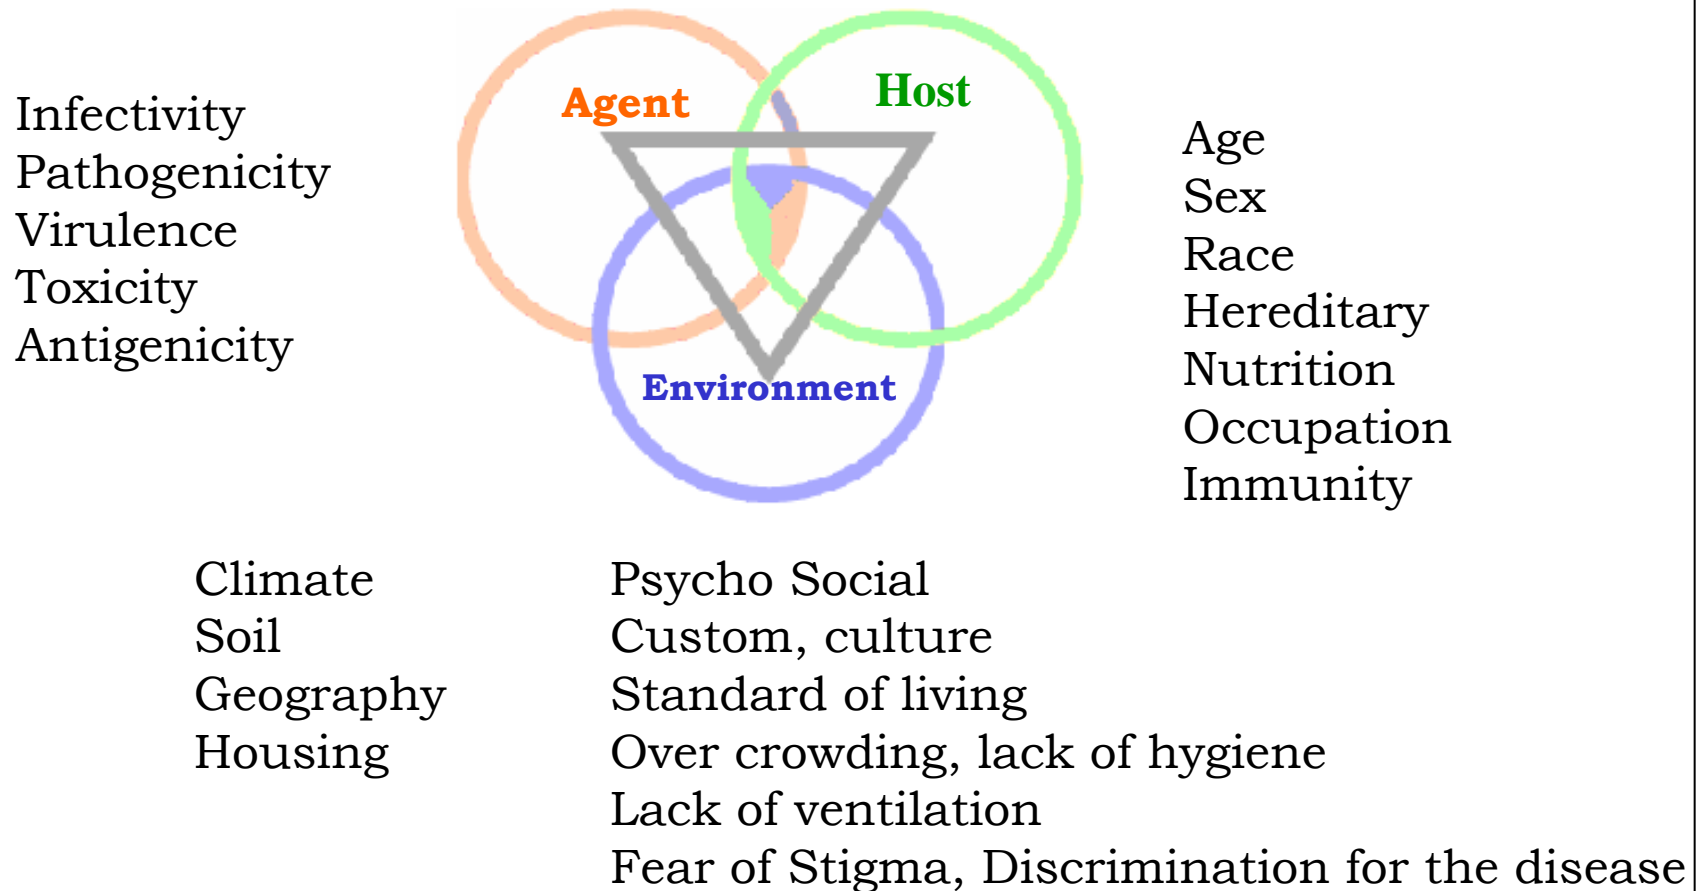 Agent
Host
Infectivity
Pathogenicity
Virulence
Toxicity
Antigenicity
Age
Sex
Race
Hereditary
Nutrition
Occupation
Immunity
Environment
Climate
Soil
Geography
Housing
Psycho Social
Custom, culture
Standard of living
Over crowding, lack of hygiene
Lack of ventilation
Fear of Stigma, Discrimination for the disease